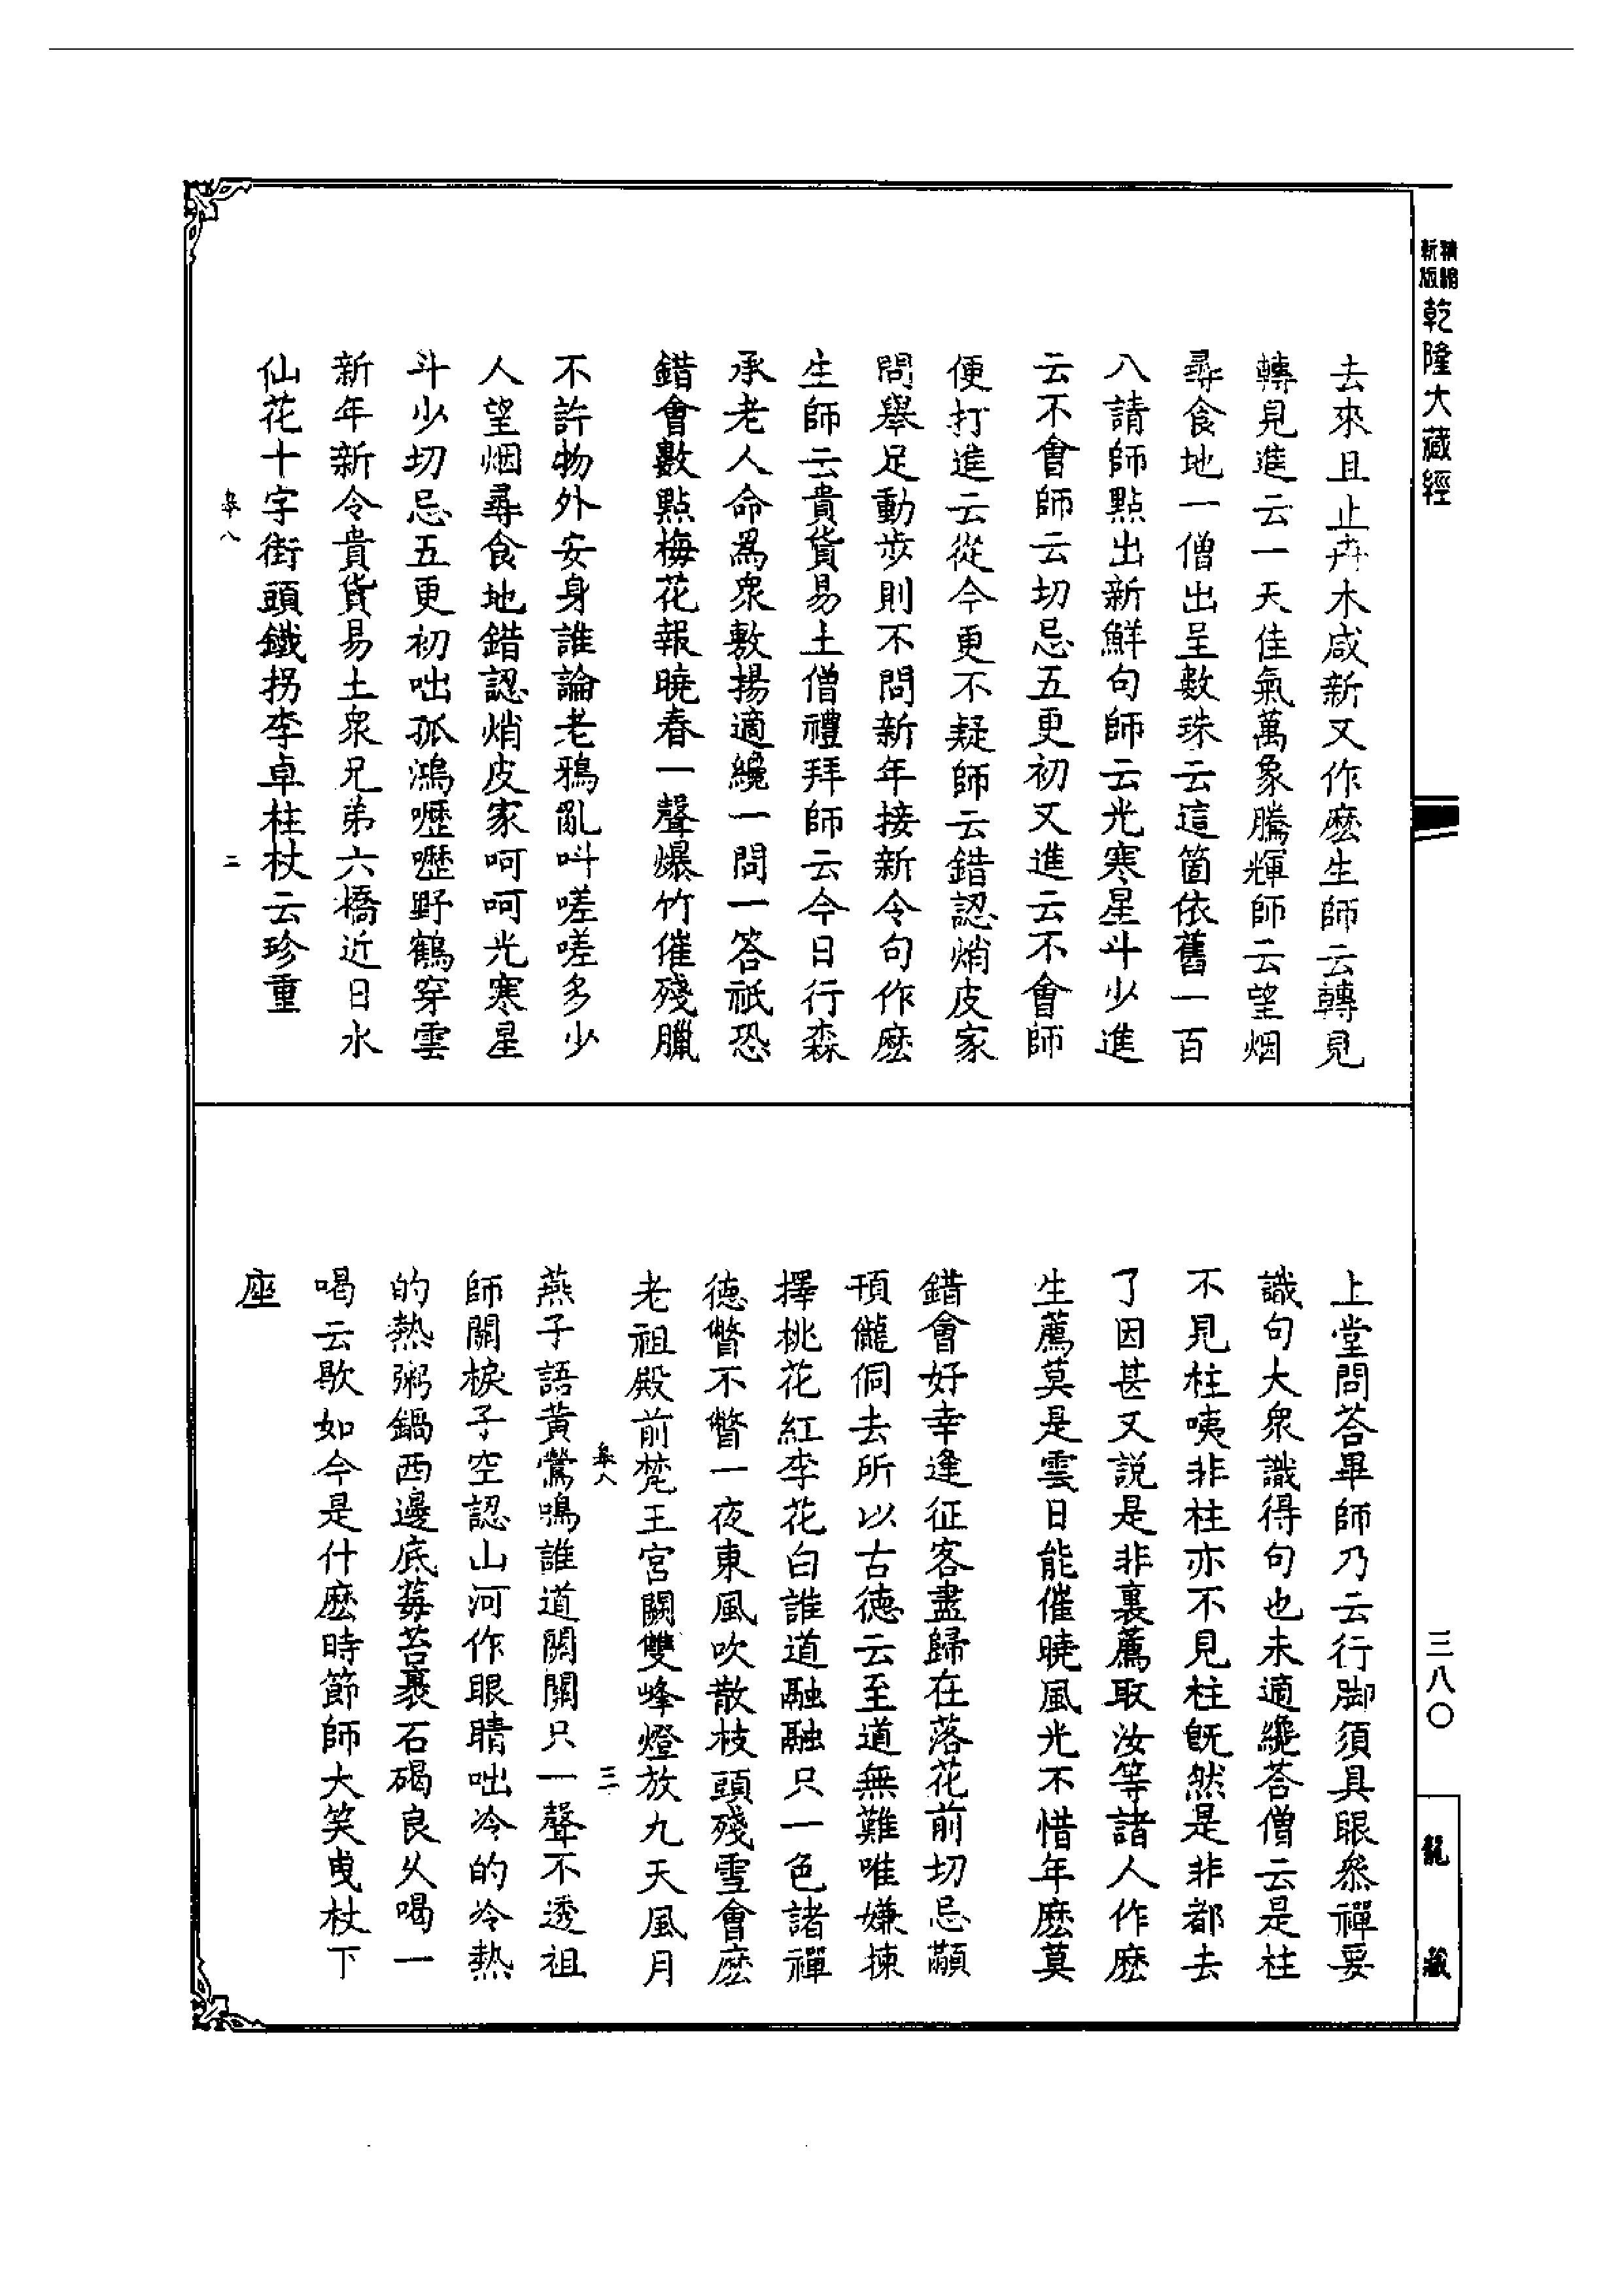 精縮
新版
乾隆大藏經
去來且止卉木咸新又作麽生師云轉見
轉見進云一天佳氣萬象騰輝師云望烟
尋食地一僧出呈數珠云這箇依舊一百
八請師點出新鮮句師云光寒星斗少進
云不會師云切忌五更初又進云不會師
便打進云從今更不疑師云錯認焇皮家
問舉足動步則不問新年接新令句作麽
生師云貴貨易土僧禮拜師云今日行森
承老人命爲衆敷揚適纔一問一答祇恐
錯會數點梅花報曉春一聲爆竹催殘臘
不許物外安身誰論老鴉亂呌嗟嗟多少
人望烟尋食地錯認焇皮家呵呵光寒星
斗少切忌五更初咄孤鴻嚦嚦野鶴穿雲
新年新令貴貨易土衆兄弟六橋近日水
仙花十字街頭鐵拐李卓柱杖云珍重
二
上堂問荅畢師乃云行脚須具眼叅禪妥
識句大衆識得句也未適纔荅僧云是柱
不見柱咦非柱亦不見柱旣然是非都去
了因甚又說是非裏薦取汝等諸人作麽
生薦莫是雲日能催曉風光不惜年麽莫
錯會好幸逢征客盡歸在落花前切忌顢
頇儱侗去所以古德云至道無難唯嫌揀
擇桃花紅李花白誰道融融只一色諸禪
德瞥不瞥一夜東風吹散枝頭殘雪會麽
老祖殿前梵王宮闕雙峰燈放九天風月
三
燕子語黃鶯鳴誰道關關只一聲不透祖
師關棙子空認山河作眼睛咄冷的冷熱
的熱粥鍋西邊底莓苔裹石碣良乆喝一
喝云歇如今是什麽時節師大笑曳杖下
座
三八〇
龍藏